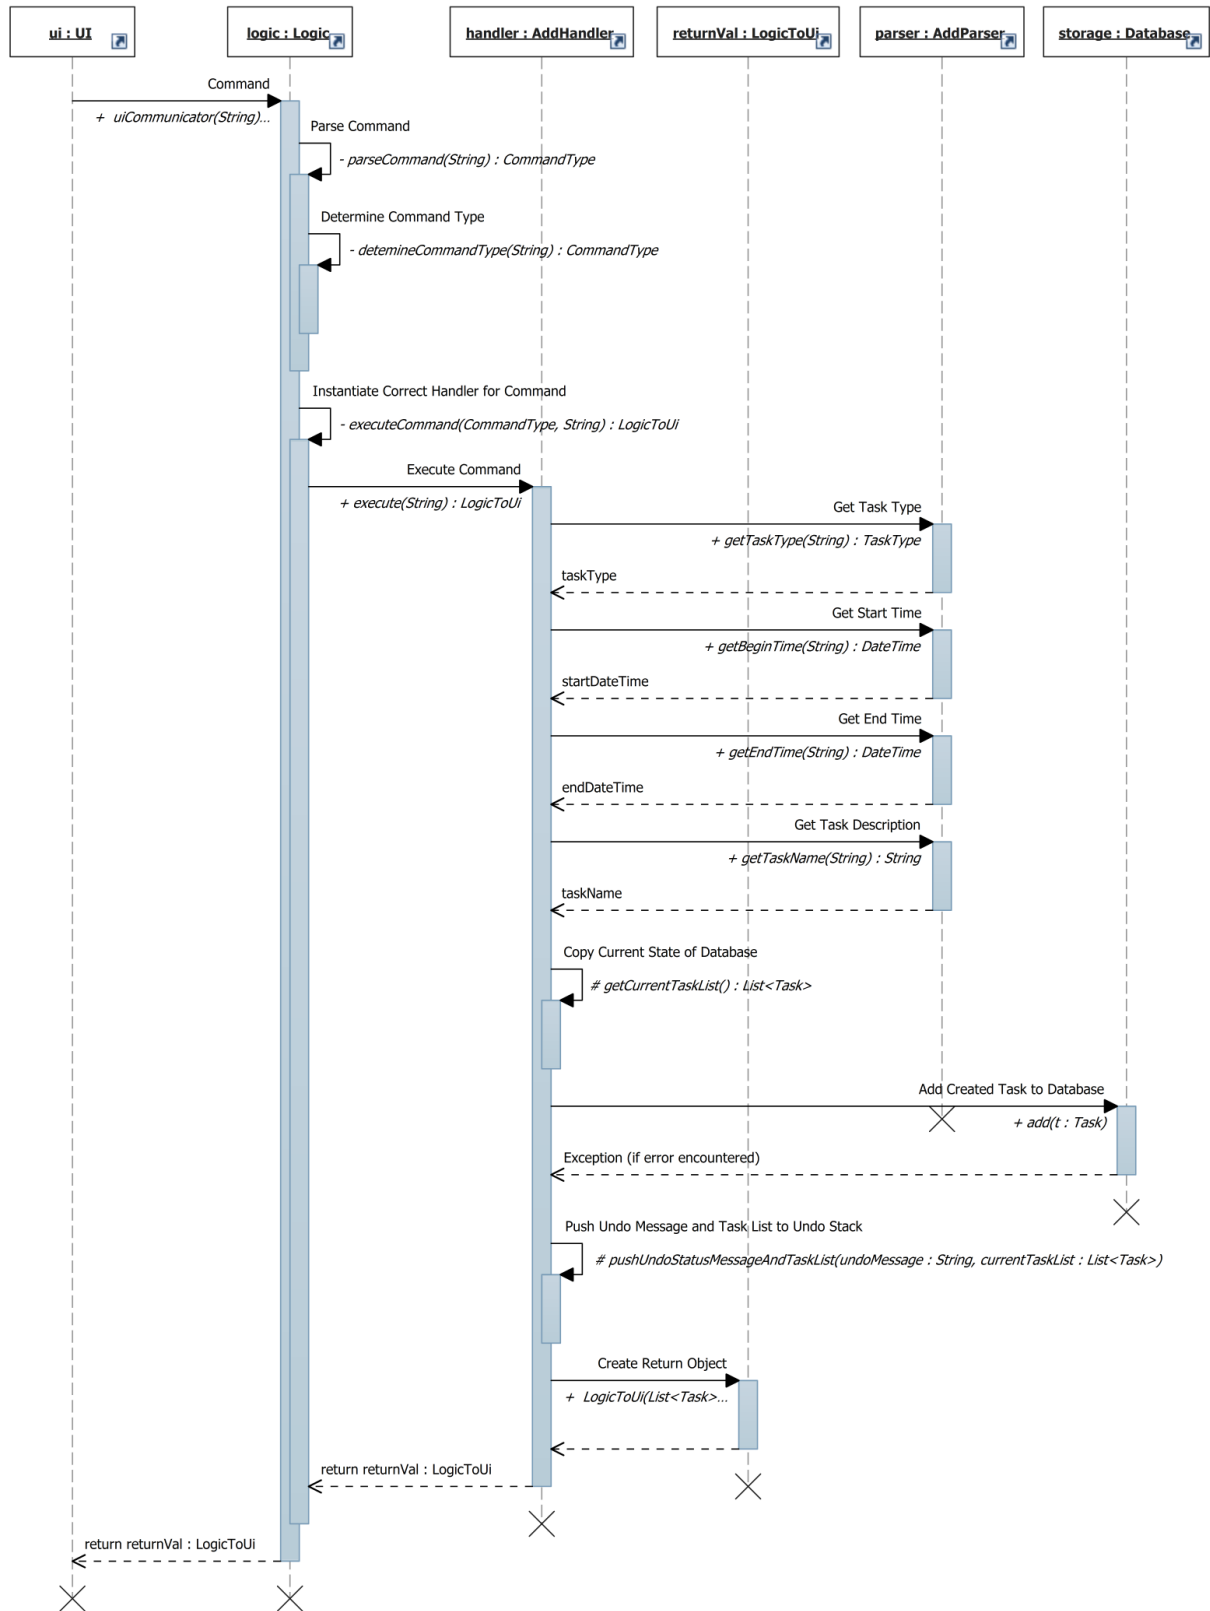 ui : UI
logic : Logic
handler : AddHandler
returnVal : LogicToUi
parser : AddParser
storage : Database
Command
+ uiCommunicator(String)...
Parse Command
- parseCommand(String) : CommandType
Determine Command Type
- detemineCommandType(String) : CommandType
Instantiate Correct Handler for Command
- executeCommand(CommandType, String) : LogicToUi
Execute Command
+ execute(String) : LogicToUi
Get Task Type
+ getTaskType(String) : TaskType
taskType
Get Start Time
+ getBeginTime(String) : DateTime
startDateTime
Get End Time
+ getEndTime(String) : DateTime
endDateTime
Get Task Description
+ getTaskName(String) : String
taskName
Copy Current State of Database
# getCurrentTaskList() : List<Task>
Add Created Task to Database
+ add(t : Task)
Exception (if error encountered)
Push Undo Message and Task List to Undo Stack
# pushUndoStatusMessageAndTaskList(undoMessage : String, currentTaskList : List<Task>)
Create Return Object
+ LogicToUi(List<Task>...
return returnVal : LogicToUi
return returnVal : LogicToUi